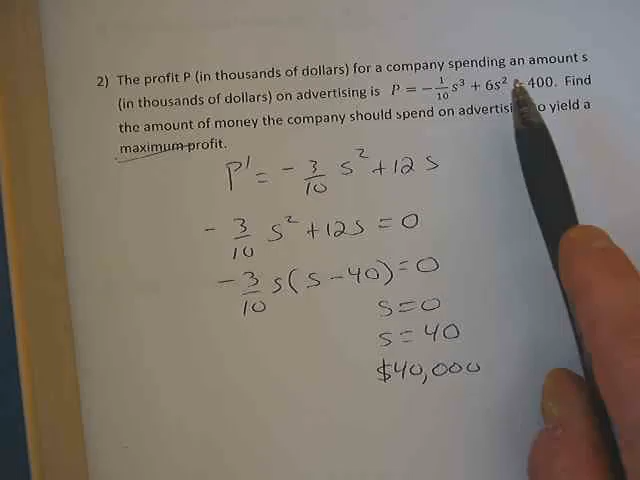 2) The profit P (in thousands of dollars) for a company spending an amount s
(in thousands of dollars) on advertising is P = −1/10 s³ + 6s² 400. Find
the amount of money the company should spend on advertising to yield a
maximum profit.
P' = - 3/10 s² + 12s
- 3/10 s² + 12s = 0
- 3/10 s(s - 40) = 0
s = 0
s = 40
$40,000